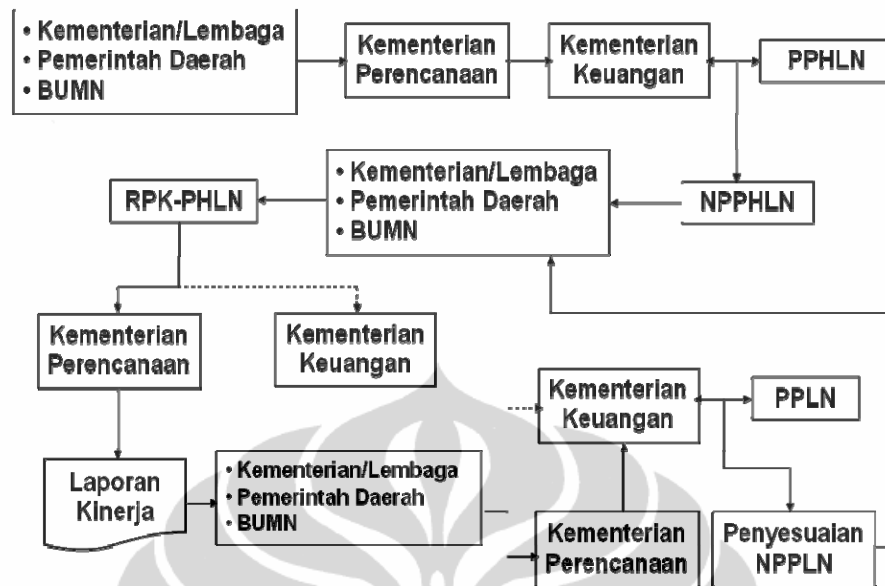 • Kementerian/Lembaga
• Pemerintah Daerah
• BUMN
Kementerian
Perencanaan
Kementerian
Keuangan
PPHLN
RPK-PHLN
• Kementerian/Lembaga
• Pemerintah Daerah
• BUMN
NPPHLN
Kementerian
Perencanaan
Kementerian
Keuangan
Kementerian
Keuangan
PPLN
Laporan
Kinerja
• Kementerian/Lembaga
• Pemerintah Daerah
• BUMN
Kementerian
Perencanaan
Penyesuaian
NPPLN